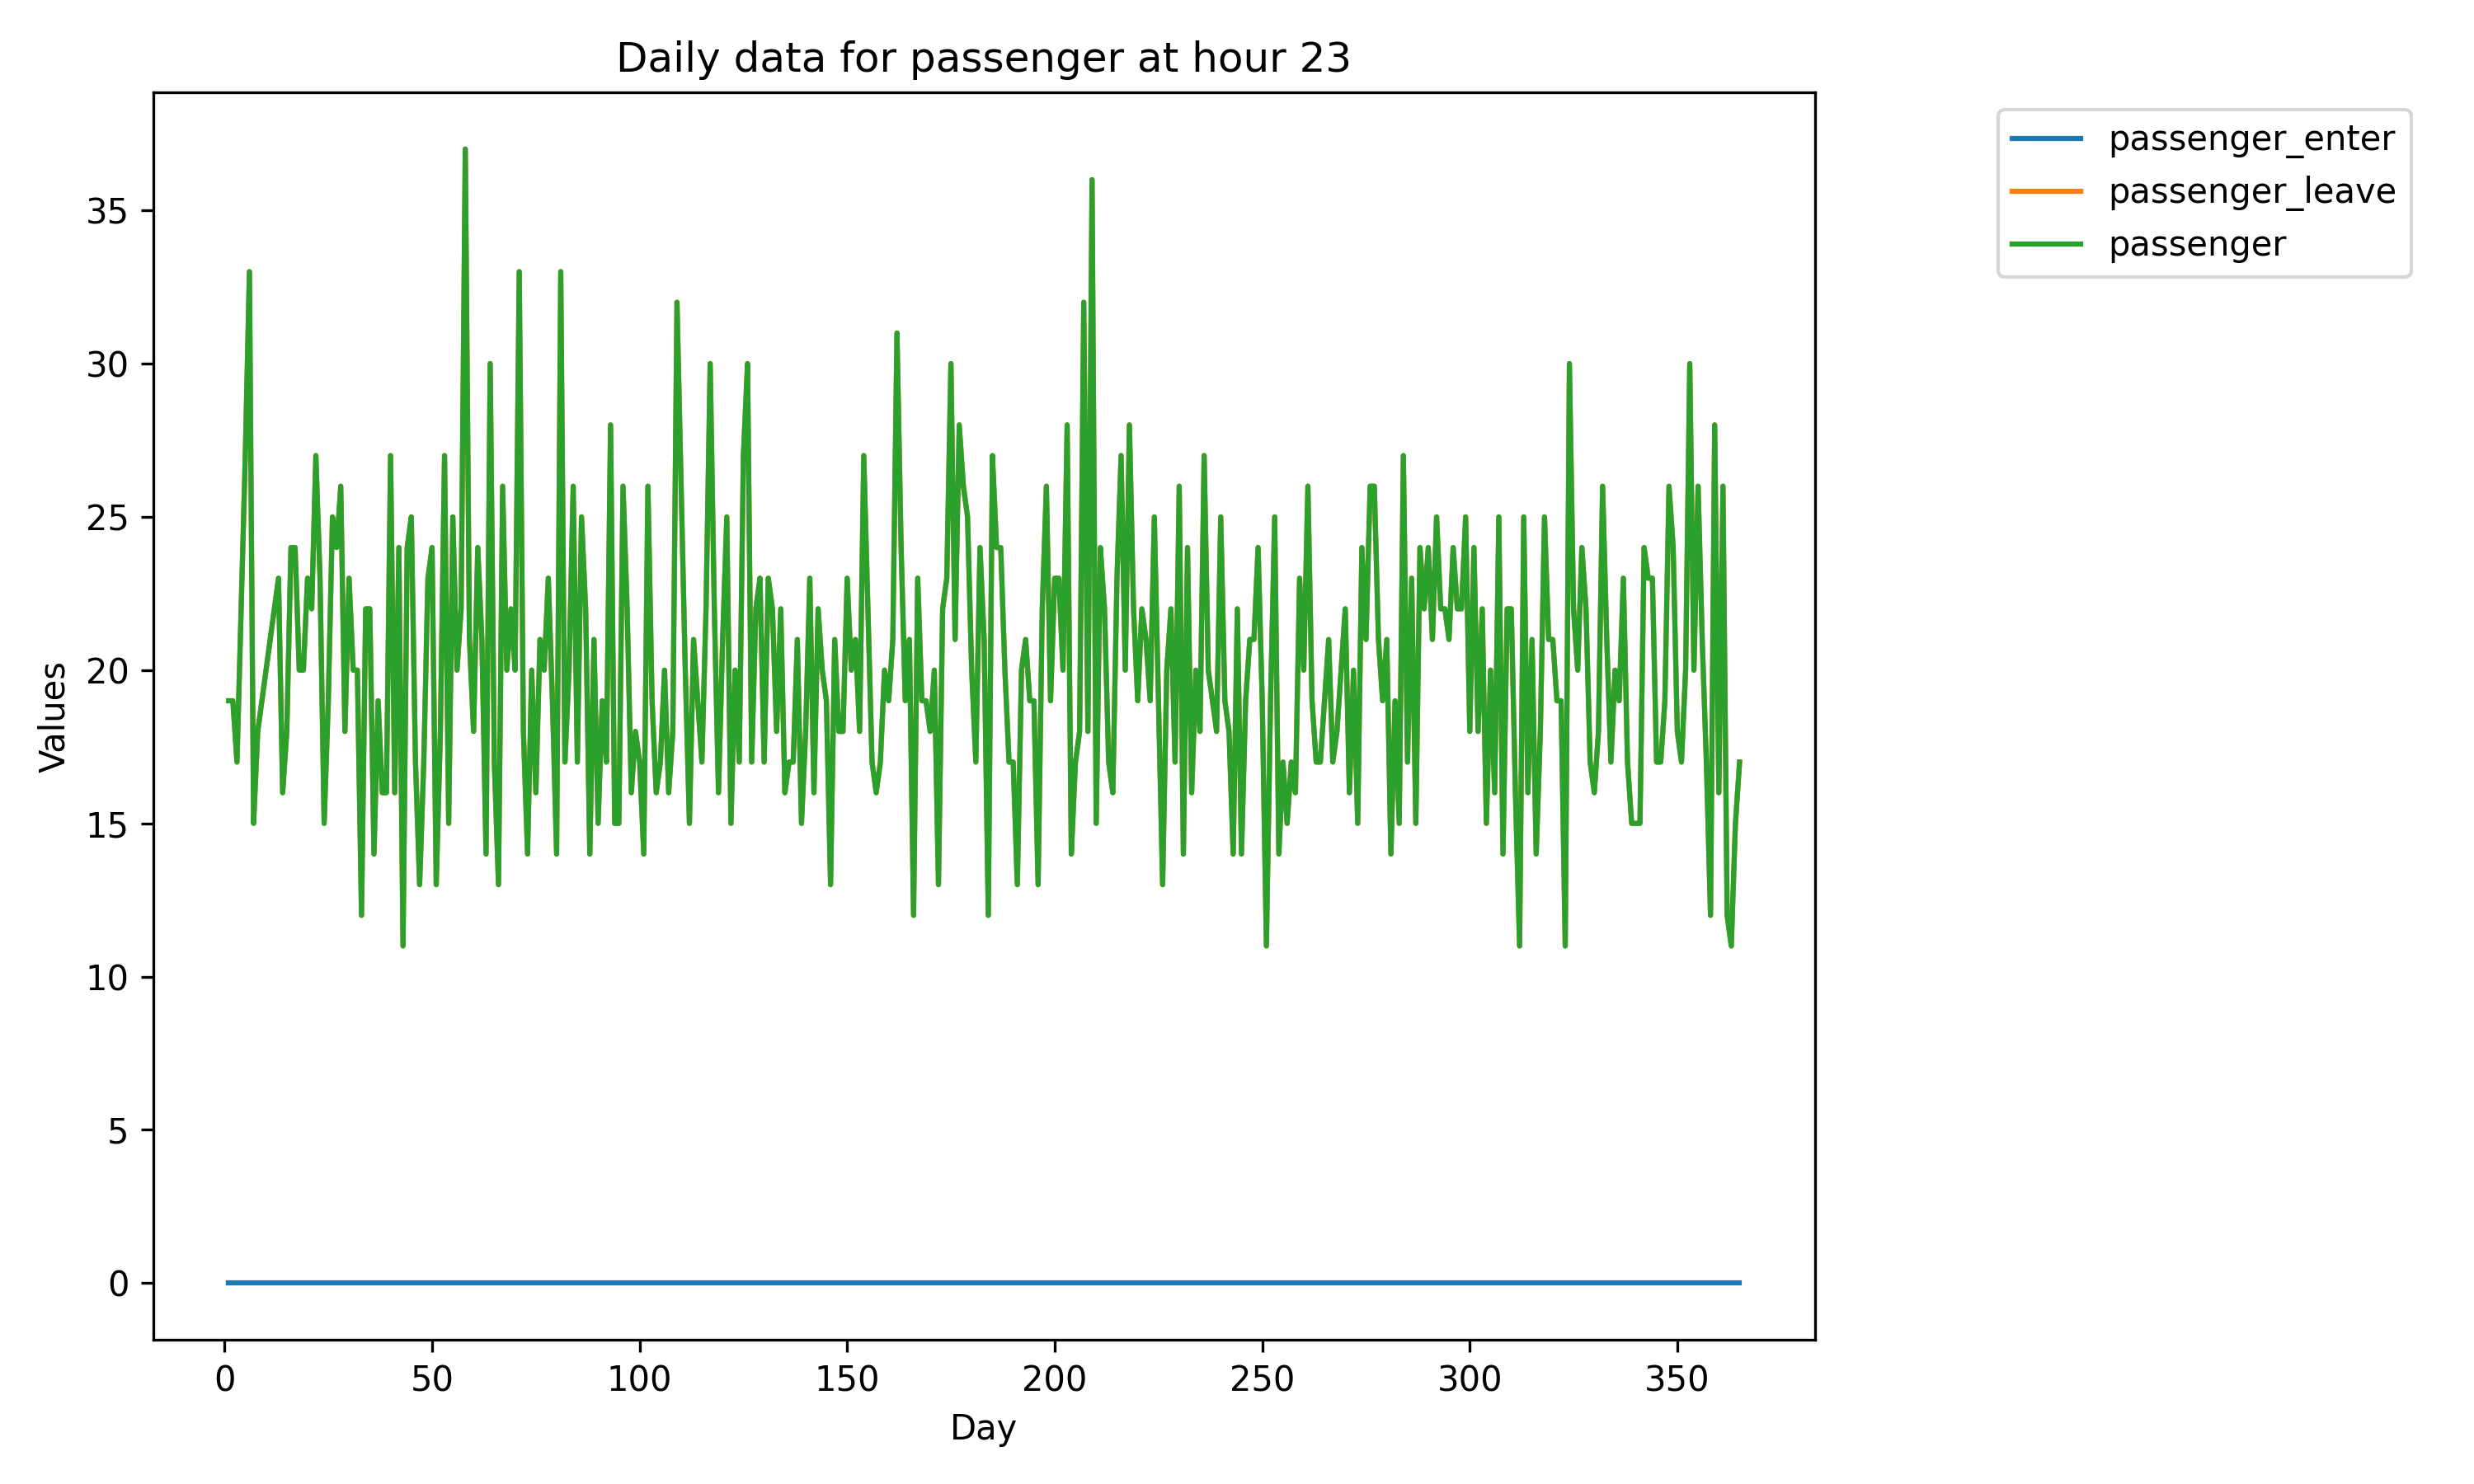 Daily data for passenger at hour 23
passenger_enter
passenger_leave
passenger
35
30
25
20
15
10
5
0
Values
0 50 100 150 200 250 300 350
Day